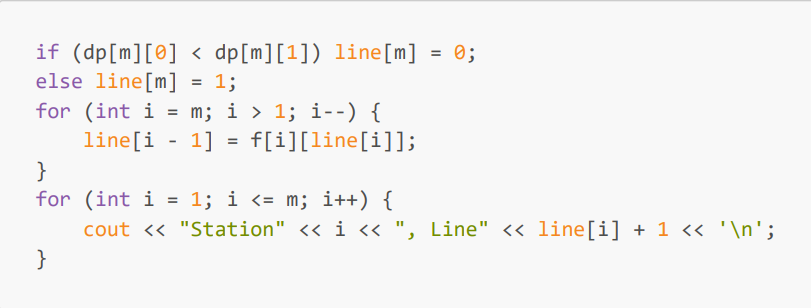 if (dp[m][0] < dp[m][1]) line[m] = 0;
else line[m] = 1;
for (int i = m; i > 1; i--) {
    line[i - 1] = f[i][line[i]];
}
for (int i = 1; i <= m; i++) {
    cout << "Station" << i << ", Line" << line[i] + 1 << '\n';
}